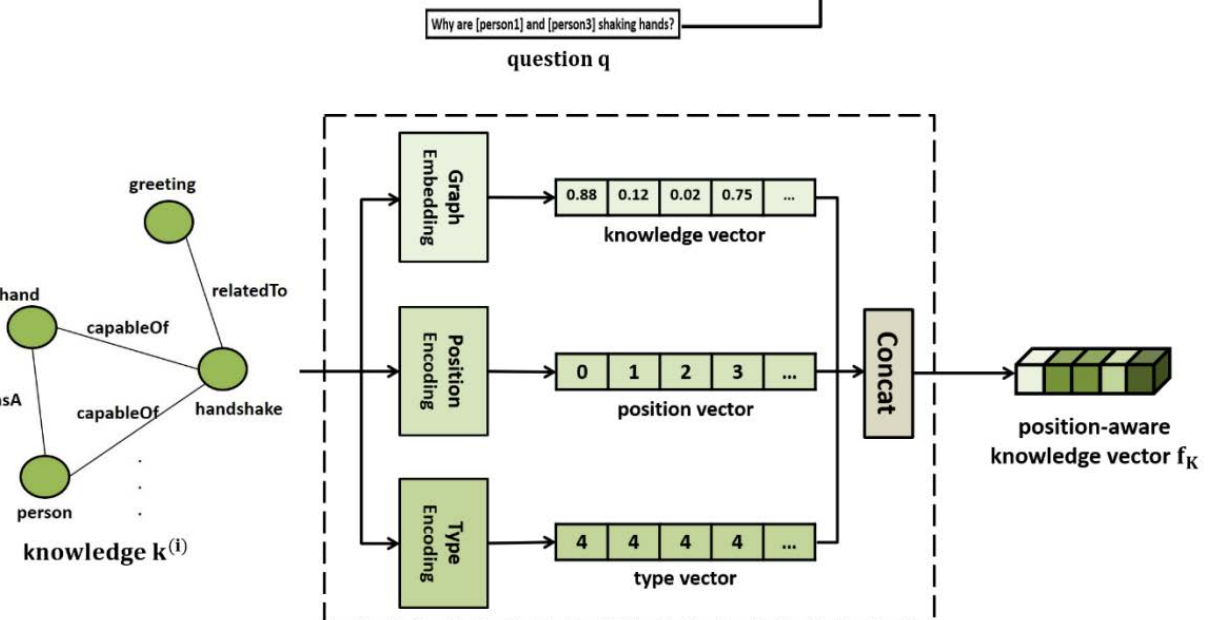 Why are [person1] and [person3] shaking hands?
question q
greeting
relatedTo
hand
capableOf
handshake
capableOf
person
knowledge k⁽ⁱ⁾
Graph
Embedding
0.88 0.12 0.02 0.75 ...
knowledge vector
Position
Encoding
0 1 2 3 ...
position vector
Type
Encoding
4 4 4 4 ...
type vector
Concat
position-aware
knowledge vector f_K